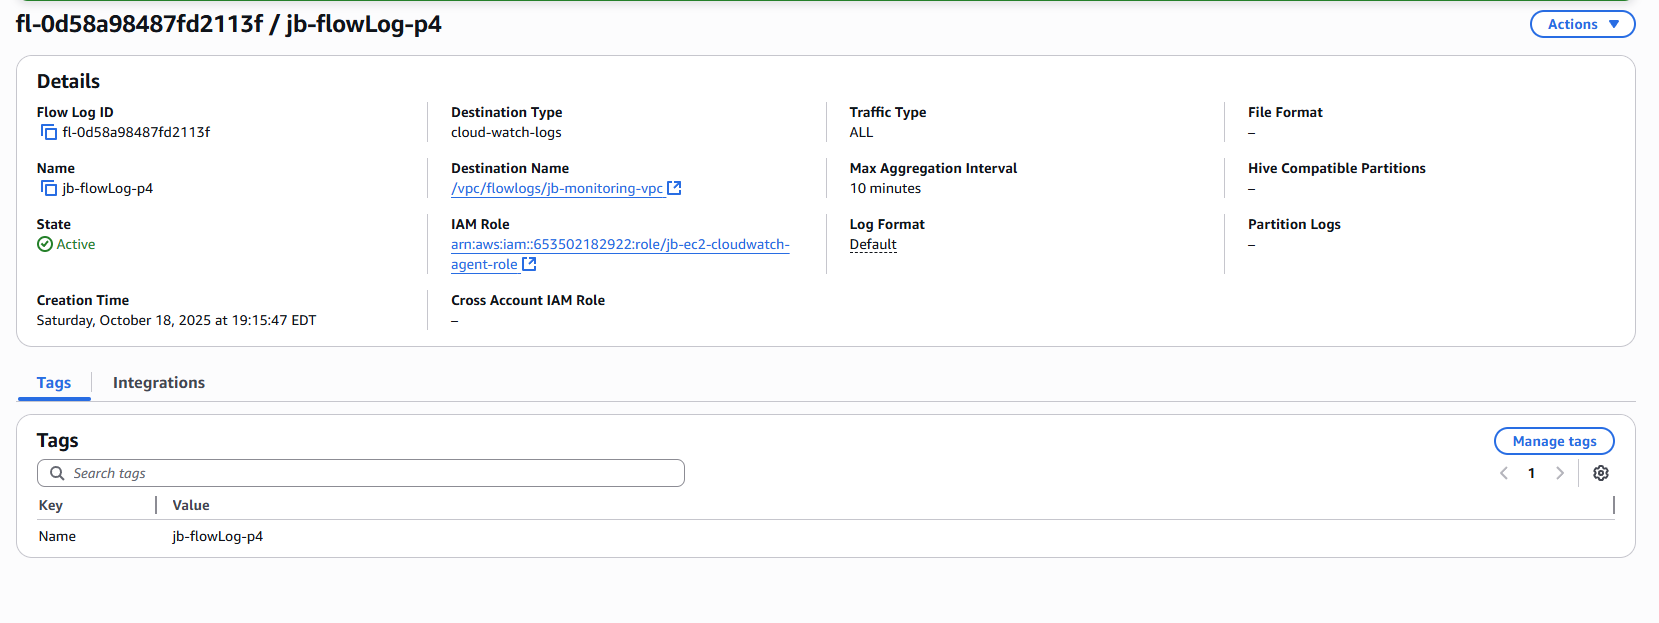 fl-0d58a98487fd2113f / jb-flowLog-p4
Actions
Details
Flow Log ID
fl-0d58a98487fd2113f
Destination Type
cloud-watch-logs
Traffic Type
ALL
File Format
–
Name
jb-flowLog-p4
Destination Name
/vpc/flowlogs/jb-monitoring-vpc
Max Aggregation Interval
10 minutes
Hive Compatible Partitions
–
State
Active
IAM Role
arn:aws:iam::653502182922:role/jb-ec2-cloudwatch-
agent-role
Log Format
Default
Partition Logs
–
Creation Time
Saturday, October 18, 2025 at 19:15:47 EDT
Cross Account IAM Role
–
Tags
Integrations
Tags
Manage tags
Search tags
1
Key
Value
Name
jb-flowLog-p4